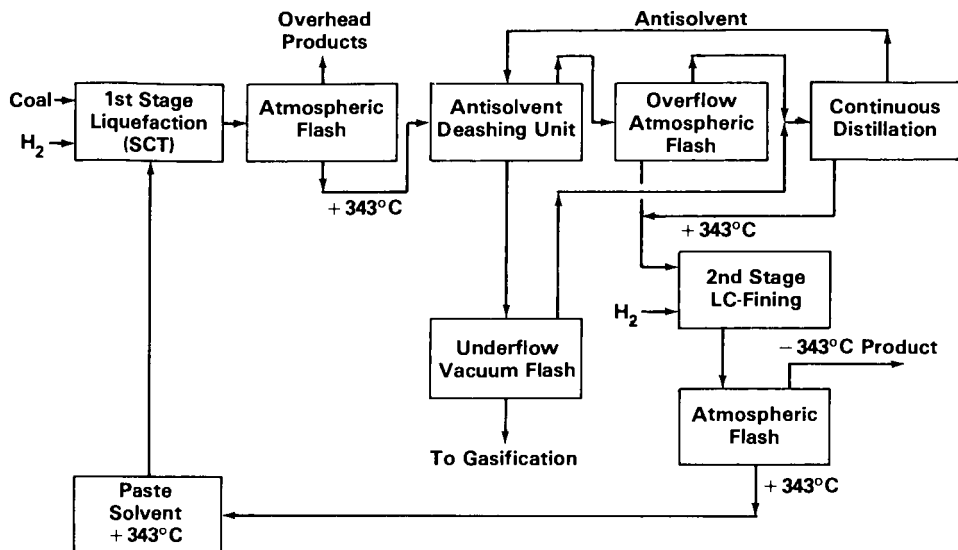 Overhead
Products
Antisolvent
Coal
H₂
1st Stage
Liquefaction
(SCT)
Atmospheric
Flash
+ 343°C
Antisolvent
Deashing Unit
Overflow
Atmospheric
Flash
Continuous
Distillation
+ 343°C
2nd Stage
LC-Fining
H₂
Underflow
Vacuum Flash
To Gasification
− 343°C Product
Atmospheric
Flash
+ 343°C
Paste
Solvent
+ 343°C